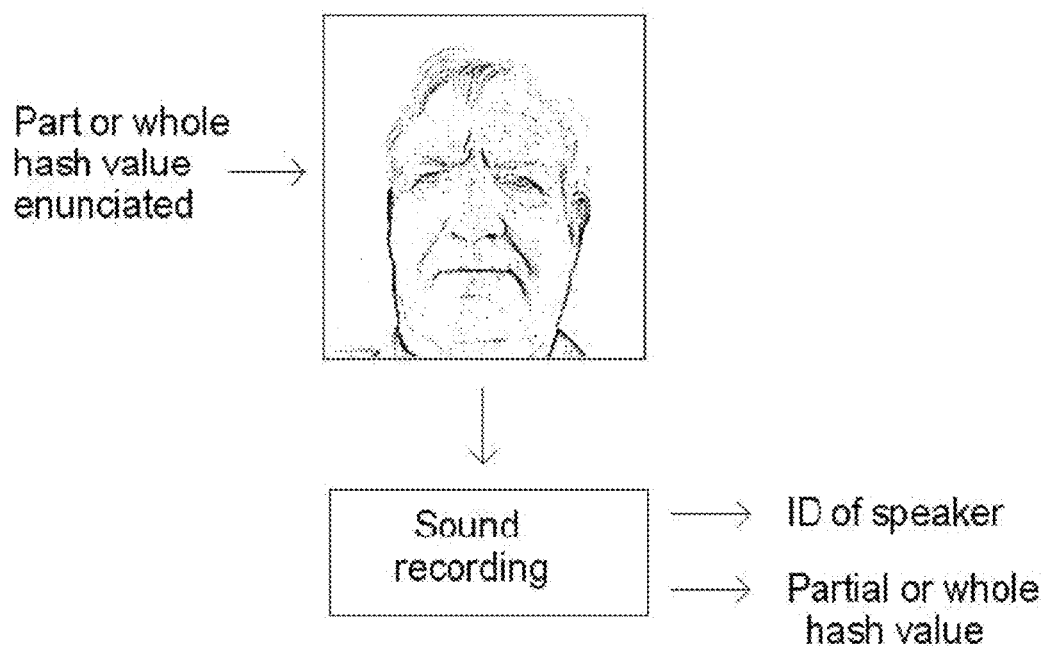 Part or whole
hash value
enunciated
Sound
recording
ID of speaker
Partial or whole
hash value